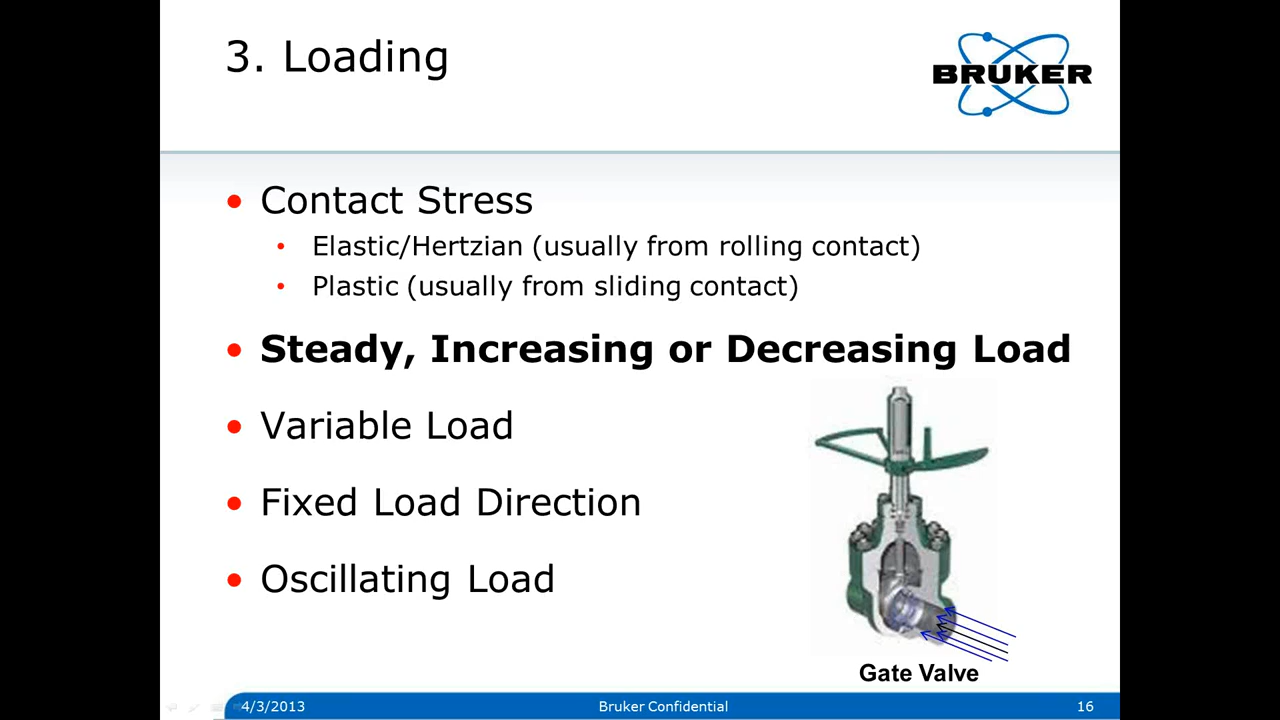 3. Loading
BRUKER
• Contact Stress
• Elastic/Hertzian (usually from rolling contact)
• Plastic (usually from sliding contact)
• Steady, Increasing or Decreasing Load
• Variable Load
• Fixed Load Direction
• Oscillating Load
Gate Valve
4/3/2013 Bruker Confidential 16